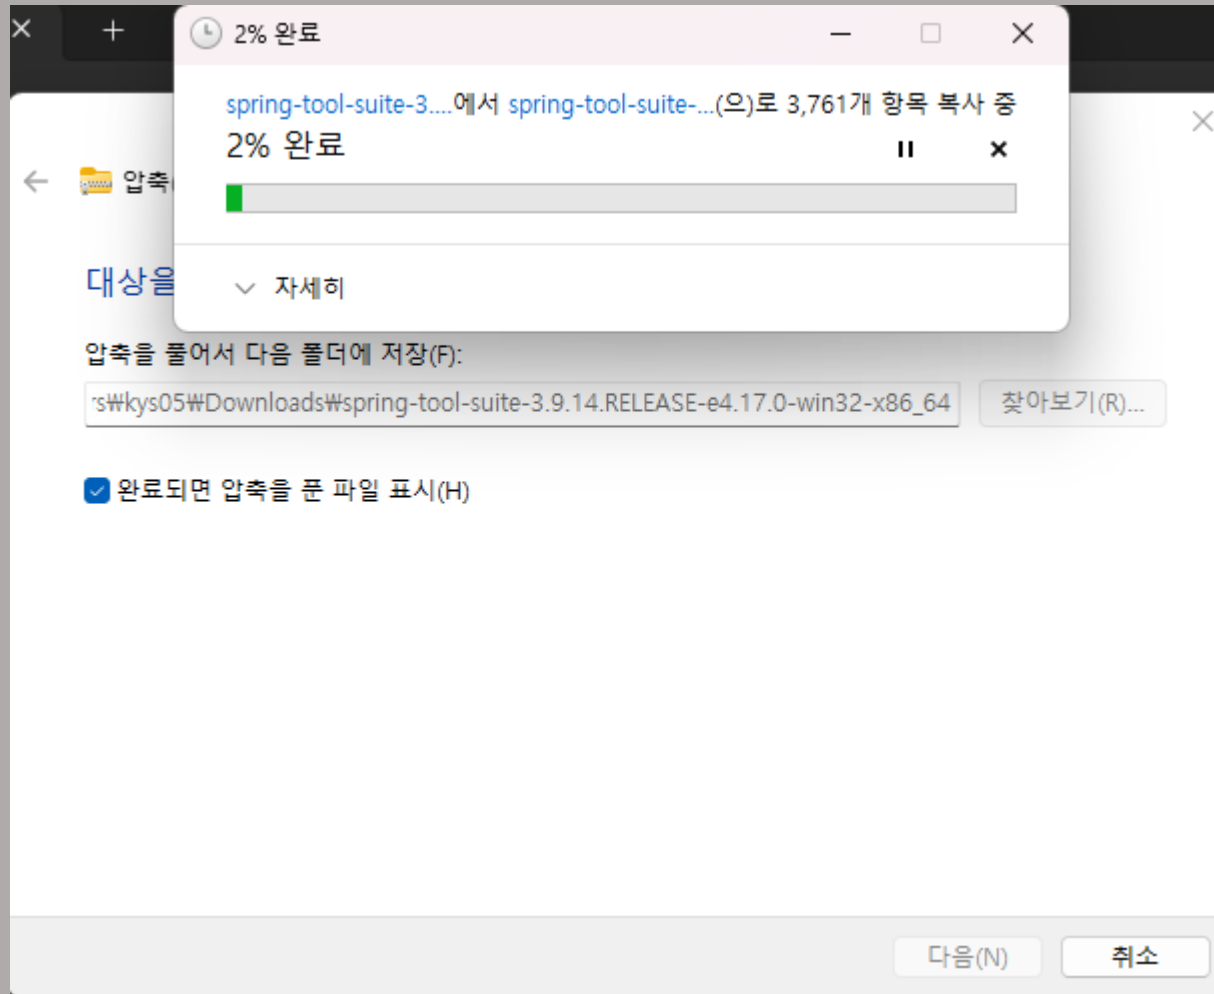 2% 완료
spring-tool-suite-3....에서 spring-tool-suite-...(으)로 3,761개 항목 복사 중
2% 완료
압축
자세히
대상을
압축을 풀어서 다음 폴더에 저장(F):
rs₩kys05₩Downloads₩spring-tool-suite-3.9.14.RELEASE-e4.17.0-win32-x86_64
찾아보기(R)...
완료되면 압축을 푼 파일 표시(H)
다음(N)
취소